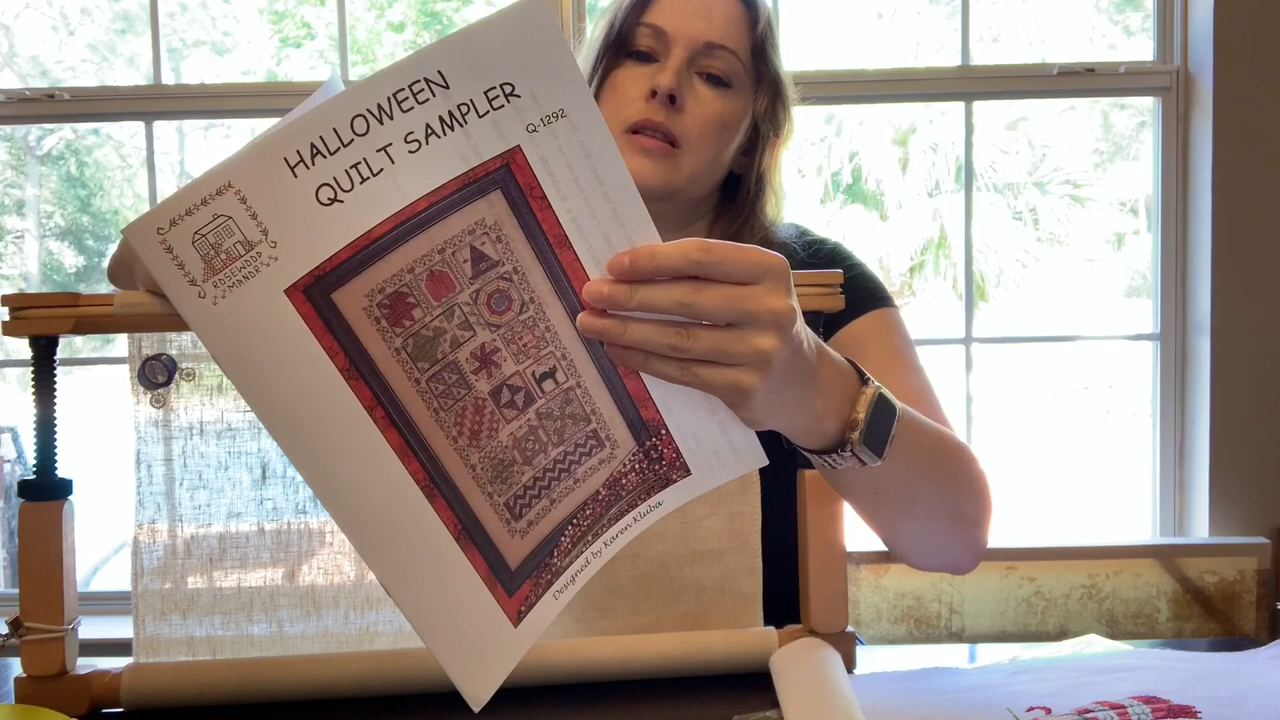 HALLOWEEN
QUILT SAMPLER
Q-1292
ROSEWOOD
MANOR
Designed by Karen Kluba